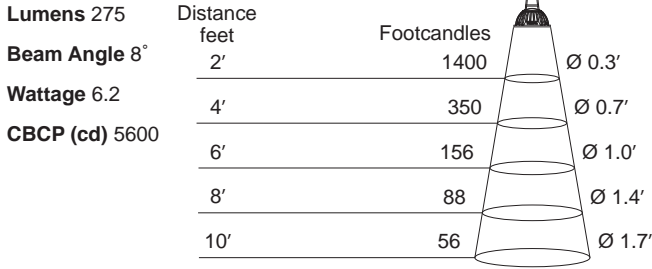 Lumens 275
Beam Angle 8°
Wattage 6.2
CBCP (cd) 5600
Distance
feet
Footcandles
2′ 1400 Ø 0.3′
4′ 350 Ø 0.7′
6′ 156 Ø 1.0′
8′ 88 Ø 1.4′
10′ 56 Ø 1.7′